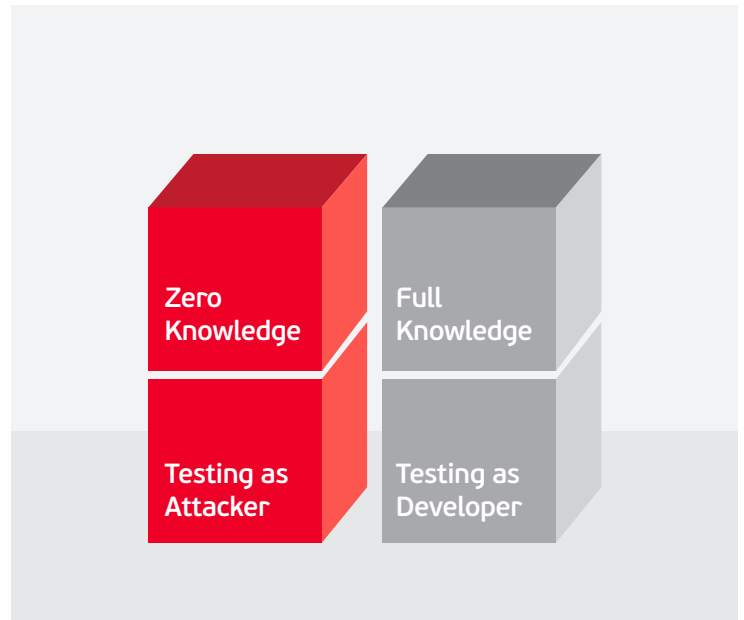 Zero
Knowledge
Full
Knowledge
Testing as
Attacker
Testing as
Developer